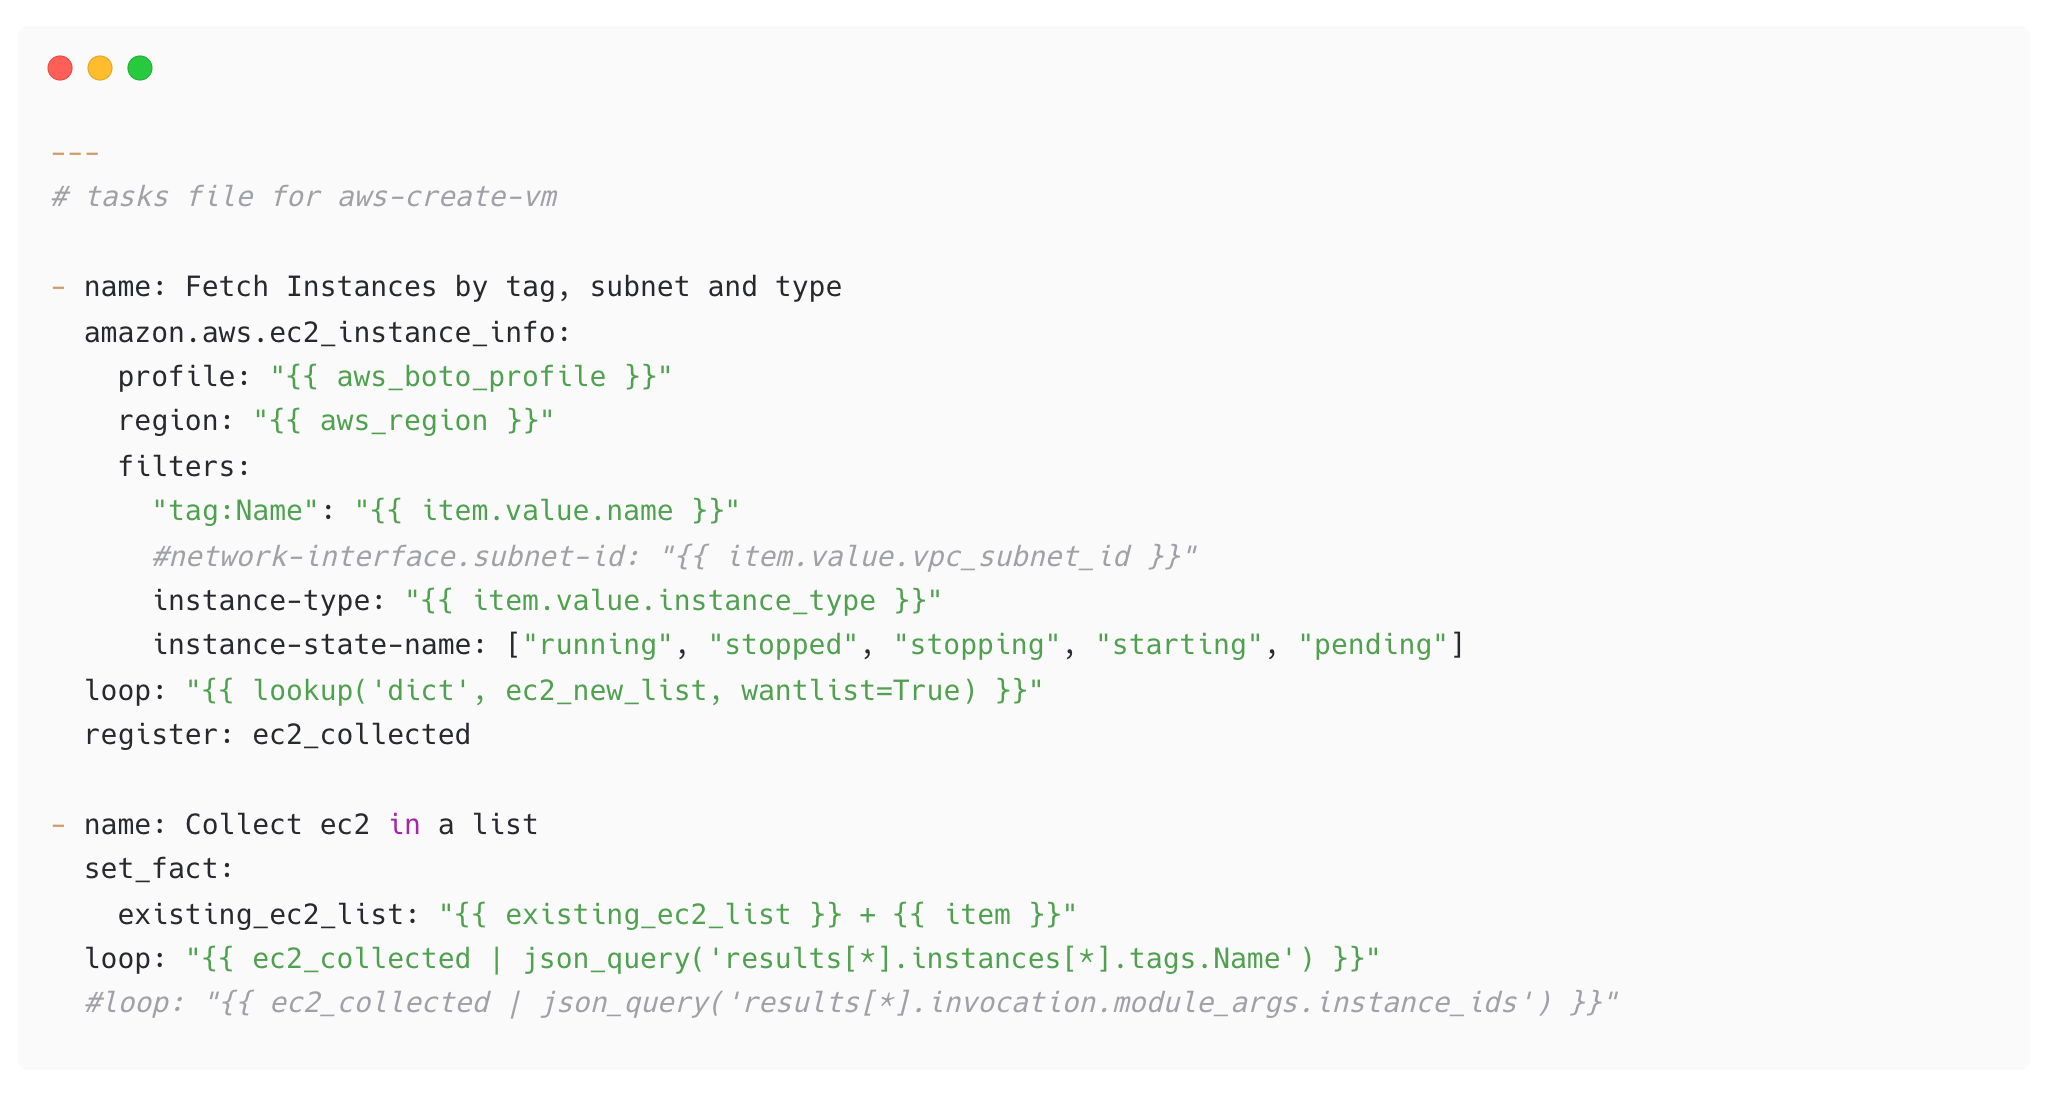 ---
# tasks file for aws-create-vm

- name: Fetch Instances by tag, subnet and type
  amazon.aws.ec2_instance_info:
    profile: "{{ aws_boto_profile }}"
    region: "{{ aws_region }}"
    filters:
      "tag:Name": "{{ item.value.name }}"
      #network-interface.subnet-id: "{{ item.value.vpc_subnet_id }}"
      instance-type: "{{ item.value.instance_type }}"
      instance-state-name: ["running", "stopped", "stopping", "starting", "pending"]
  loop: "{{ lookup('dict', ec2_new_list, wantlist=True) }}"
  register: ec2_collected

- name: Collect ec2 in a list
  set_fact:
    existing_ec2_list: "{{ existing_ec2_list }} + {{ item }}"
  loop: "{{ ec2_collected | json_query('results[*].instances[*].tags.Name') }}"
  #loop: "{{ ec2_collected | json_query('results[*].invocation.module_args.instance_ids') }}"